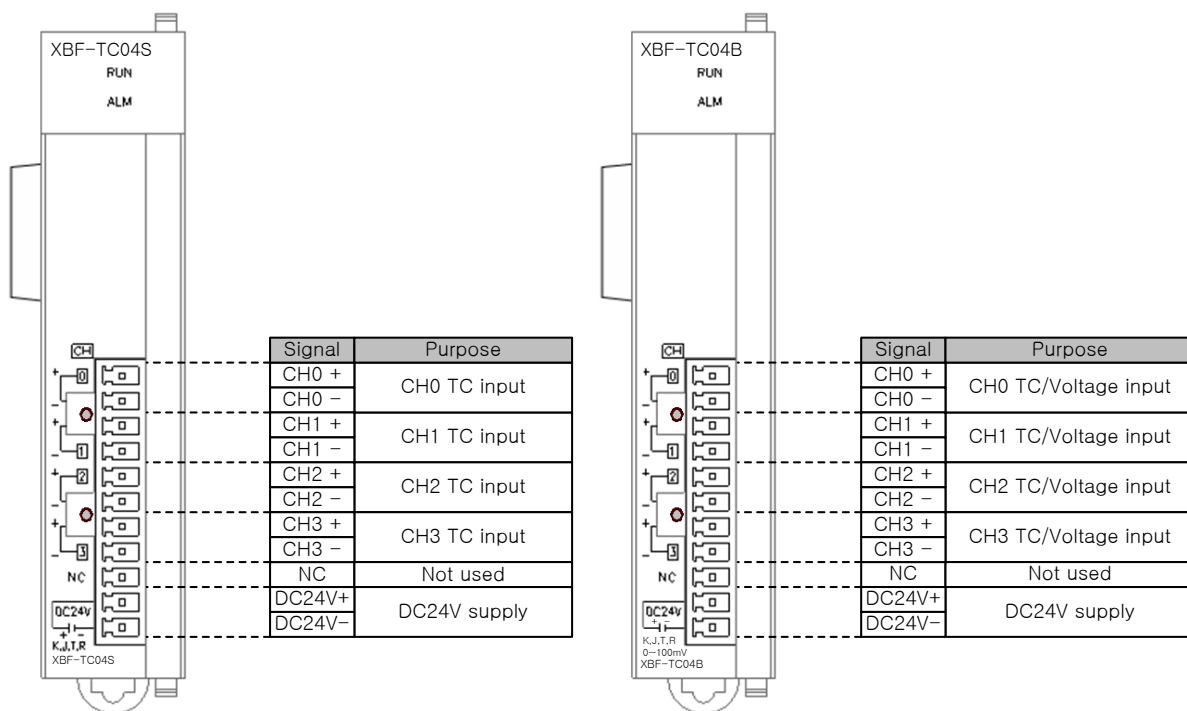 XBF-TC04S
RUN
ALM
CH
+ 0
-
+
- 1
+ 2
-
+
- 3
NC
DC24V
+ -
K,J,T,R
XBF-TC04S
Signal Purpose
CH0 + CH0 TC input
CH0 -
CH1 + CH1 TC input
CH1 -
CH2 + CH2 TC input
CH2 -
CH3 + CH3 TC input
CH3 -
NC Not used
DC24V+ DC24V supply
DC24V-
XBF-TC04B
RUN
ALM
CH
+ 0
-
+
- 1
+ 2
-
+
- 3
NC
DC24V
+ -
K,J,T,R
0-100mV
XBF-TC04B
Signal Purpose
CH0 + CH0 TC/Voltage input
CH0 -
CH1 + CH1 TC/Voltage input
CH1 -
CH2 + CH2 TC/Voltage input
CH2 -
CH3 + CH3 TC/Voltage input
CH3 -
NC Not used
DC24V+ DC24V supply
DC24V-